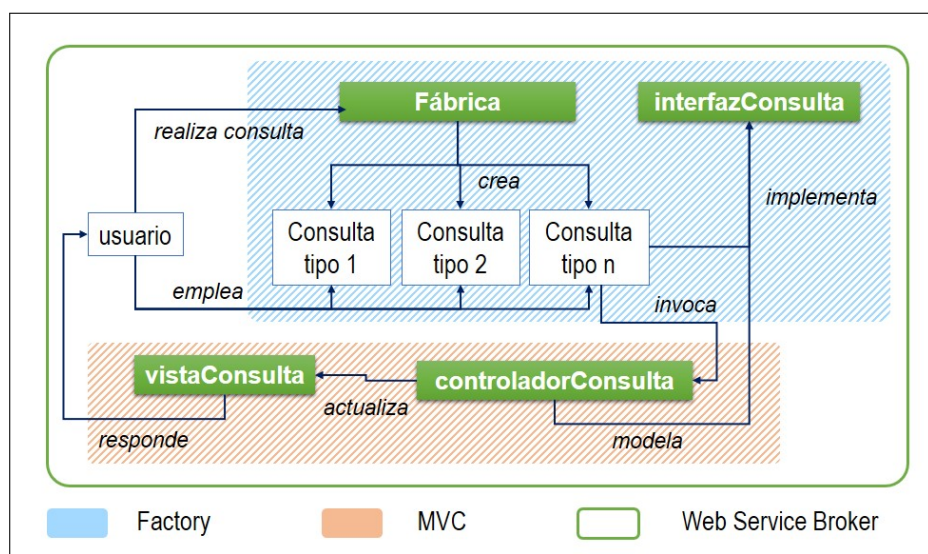 Fábrica
interfazConsulta
realiza consulta
crea
implementa
usuario
Consulta
tipo 1
Consulta
tipo 2
Consulta
tipo n
emplea
invoca
vistaConsulta
controladorConsulta
actualiza
responde
modela
Factory
MVC
Web Service Broker